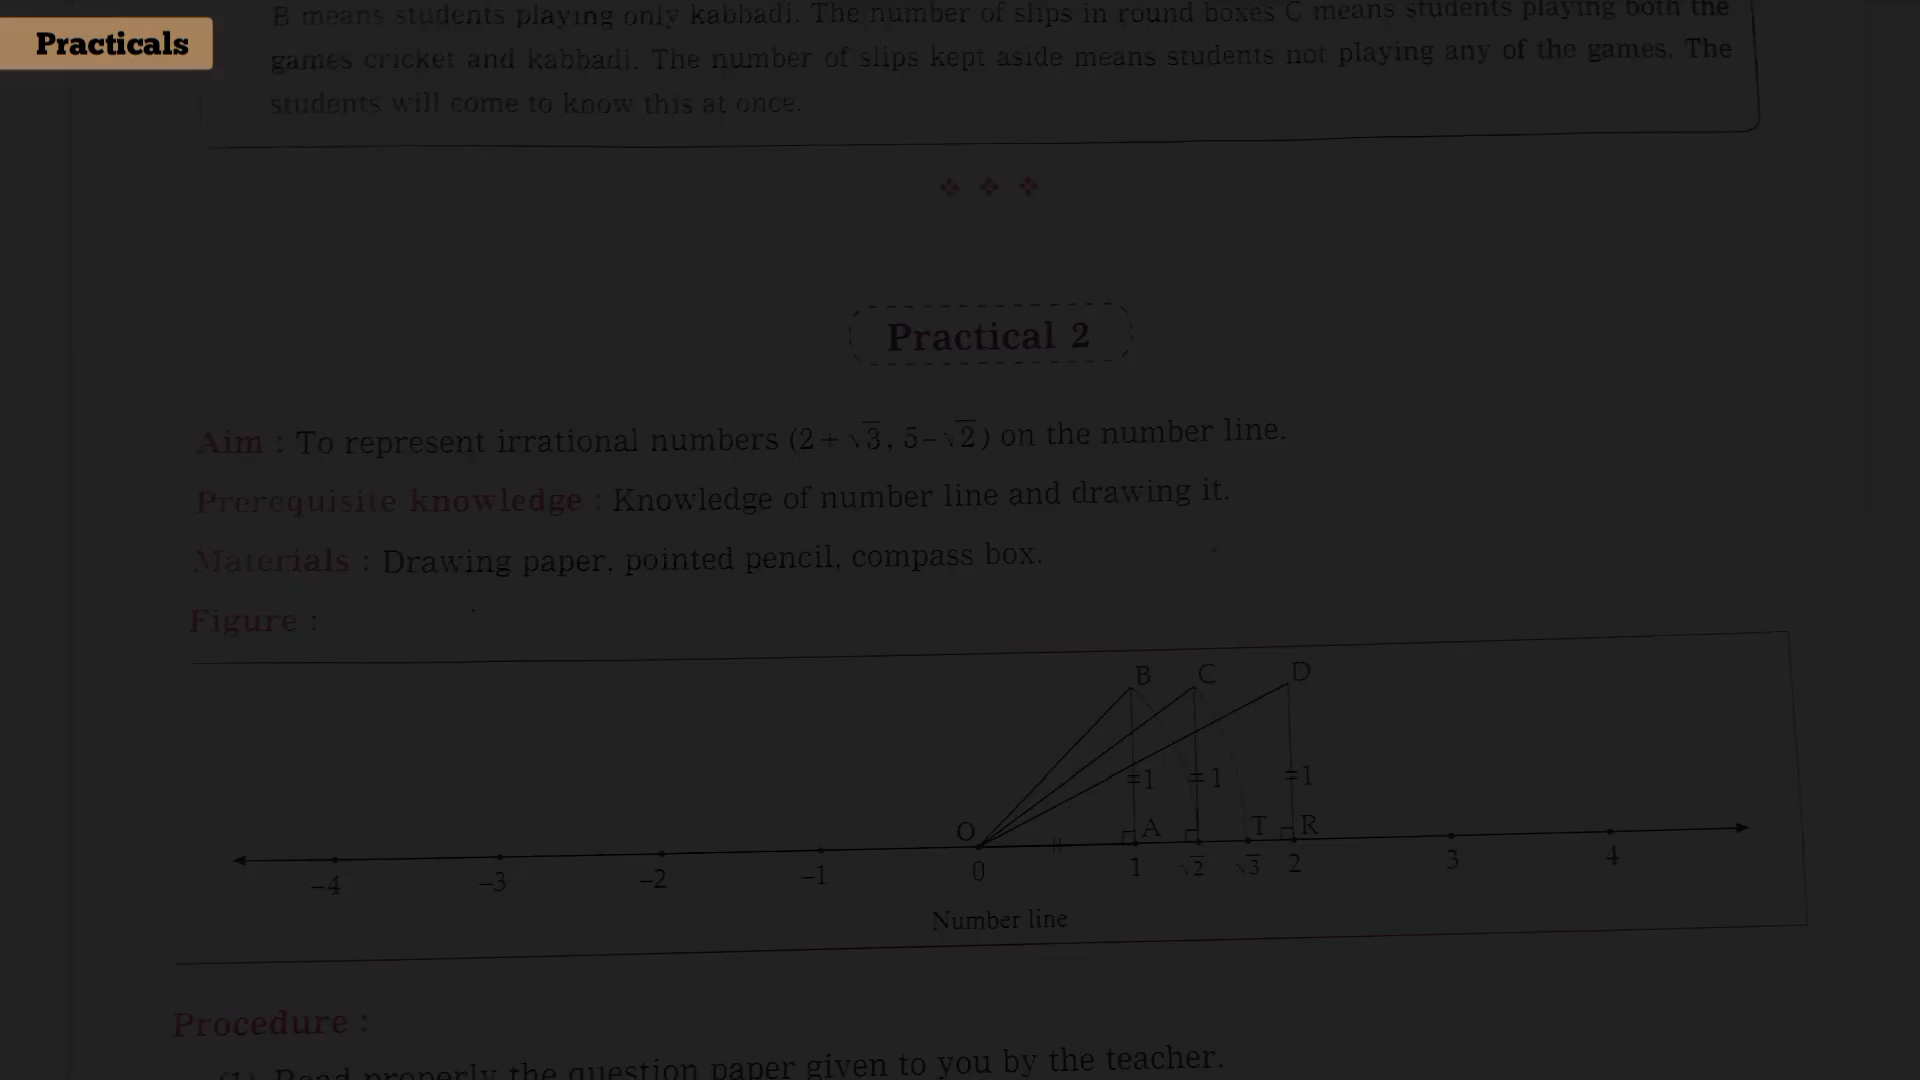 Practicals
B means students playing only kabbadi. The number of slips in round boxes C means students playing both the
games cricket and kabbadi. The number of slips kept aside means students not playing any of the games. The
students will come to know this at once.
Practical 2
Aim : To represent irrational numbers (2 + √3, 5–√2) on the number line.
Prerequisite knowledge : Knowledge of number line and drawing it.
Materials : Drawing paper, pointed pencil, compass box.
Figure :
B C D
=1 =1 =1
O A T R
–4 –3 –2 –1 0 1 √2 √3 2 3 4
Number line
Procedure :
(1) Read properly the question paper given to you by the teacher.